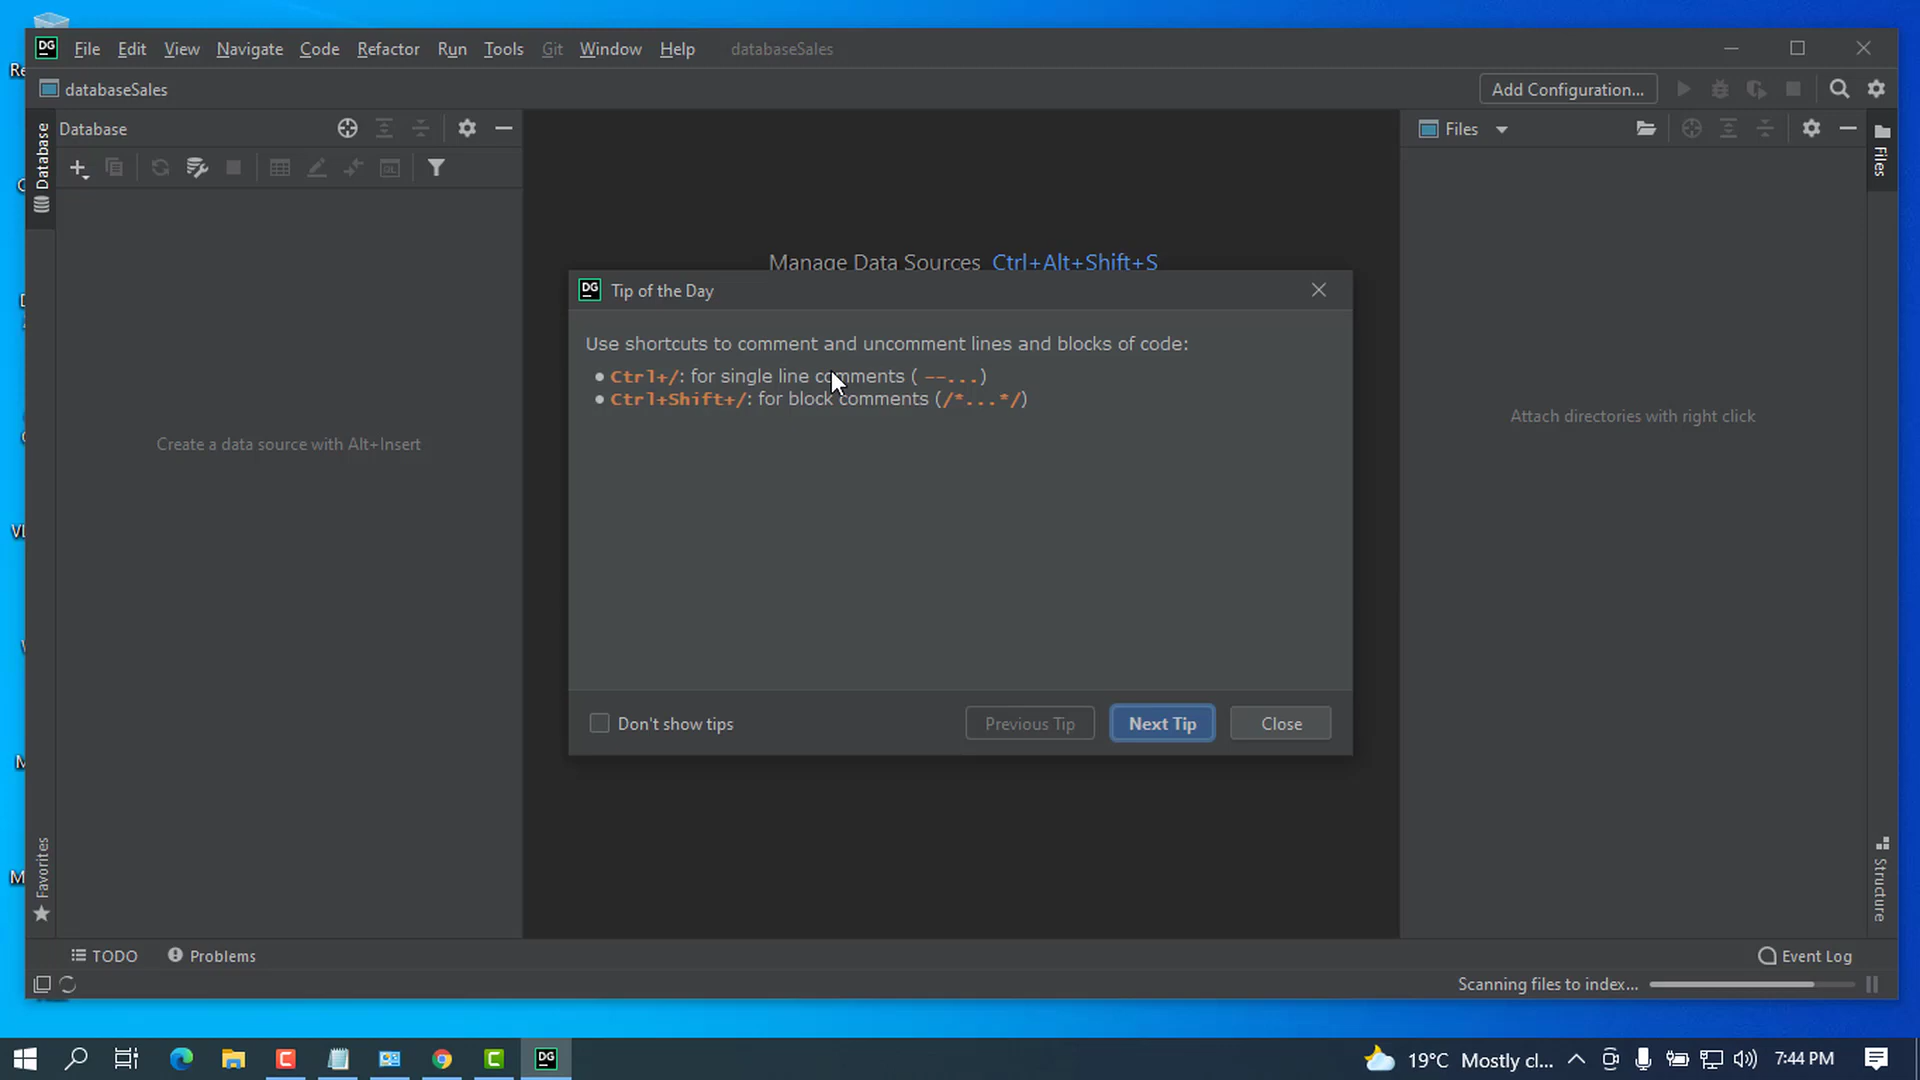 DG File Edit View Navigate Code Refactor Run Tools Git Window Help databaseSales
databaseSales Add Configuration...
Database
Files
Database
Files
Create a data source with Alt+Insert
Manage Data Sources Ctrl+Alt+Shift+S
DG Tip of the Day
Use shortcuts to comment and uncomment lines and blocks of code:
Ctrl+/: for single line comments ( --...)
Ctrl+Shift+/: for block comments (/*...*/)
Don't show tips Previous Tip Next Tip Close
Attach directories with right click
Favorites
Structure
TODO Problems Event Log
Scanning files to index...
DG 19°C Mostly cl... 7:44 PM